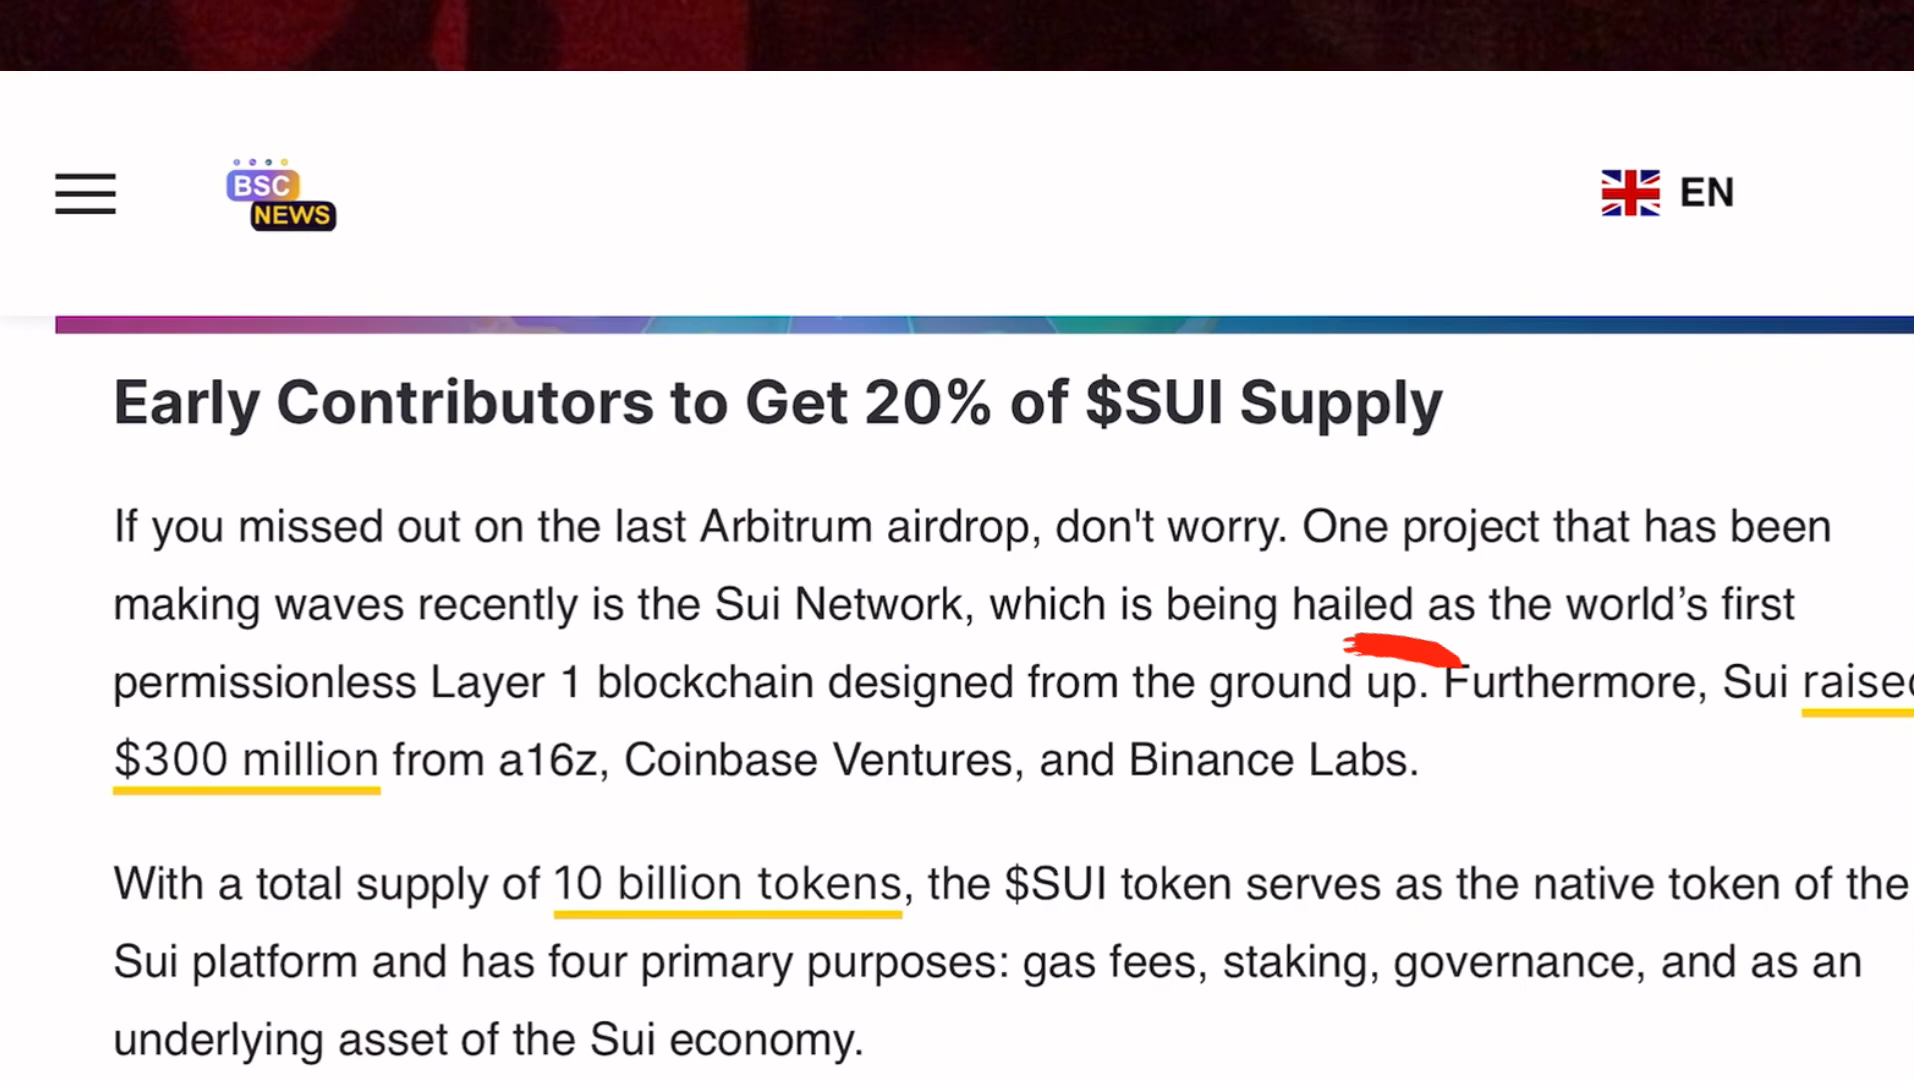 BSC
NEWS
EN
Early Contributors to Get 20% of $SUI Supply
If you missed out on the last Arbitrum airdrop, don't worry. One project that has been
making waves recently is the Sui Network, which is being hailed as the world’s first
permissionless Layer 1 blockchain designed from the ground up. Furthermore, Sui raised
$300 million from a16z, Coinbase Ventures, and Binance Labs.
With a total supply of 10 billion tokens, the $SUI token serves as the native token of the
Sui platform and has four primary purposes: gas fees, staking, governance, and as an
underlying asset of the Sui economy.